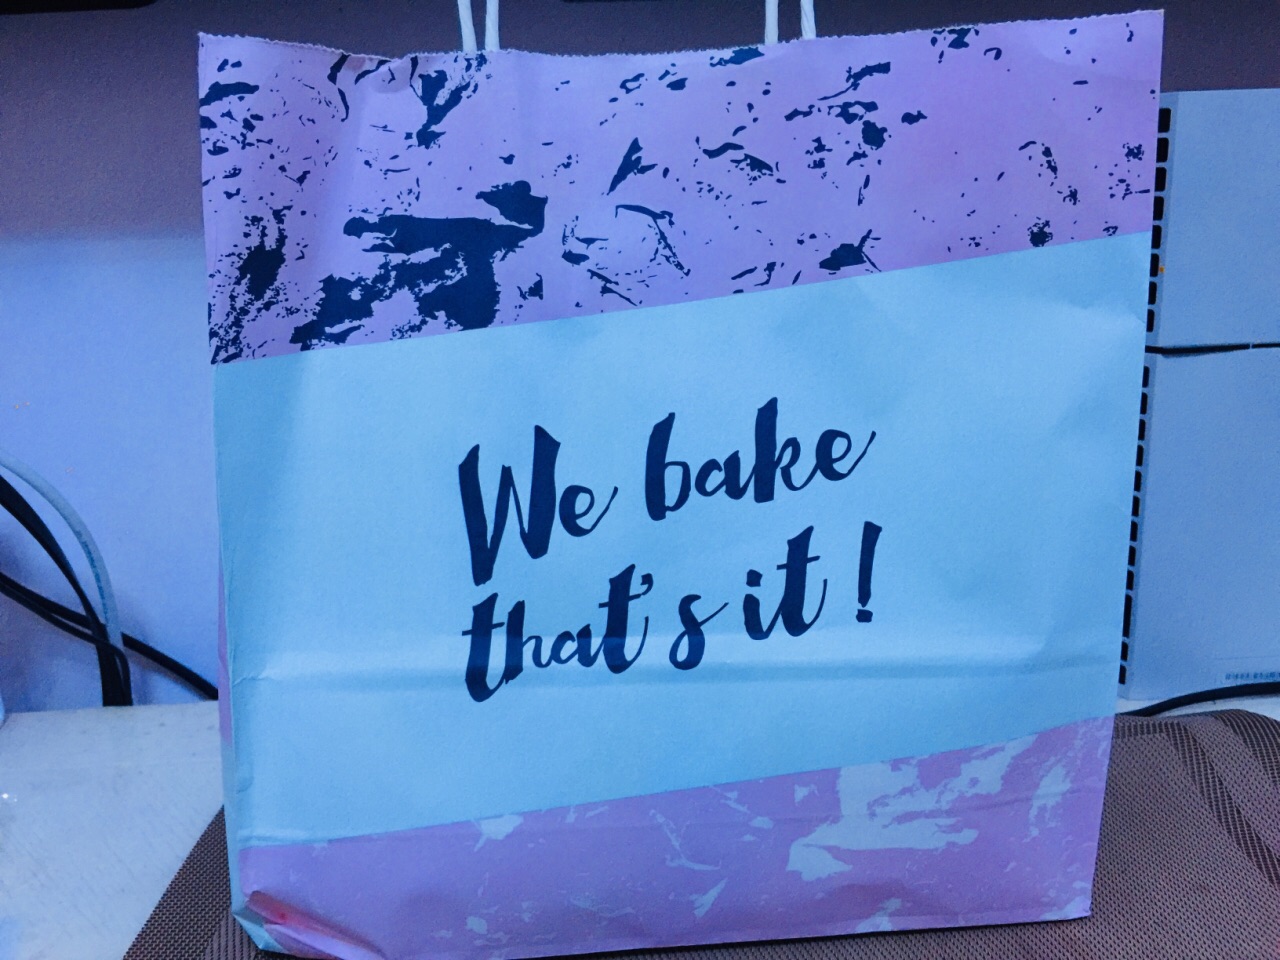 We bake
that's it !